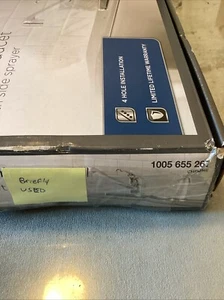 side sprayer
4 HOLE INSTALLATION
LIMITED LIFETIME WARRANTY
1005 655 26
BRIEFLY
USED